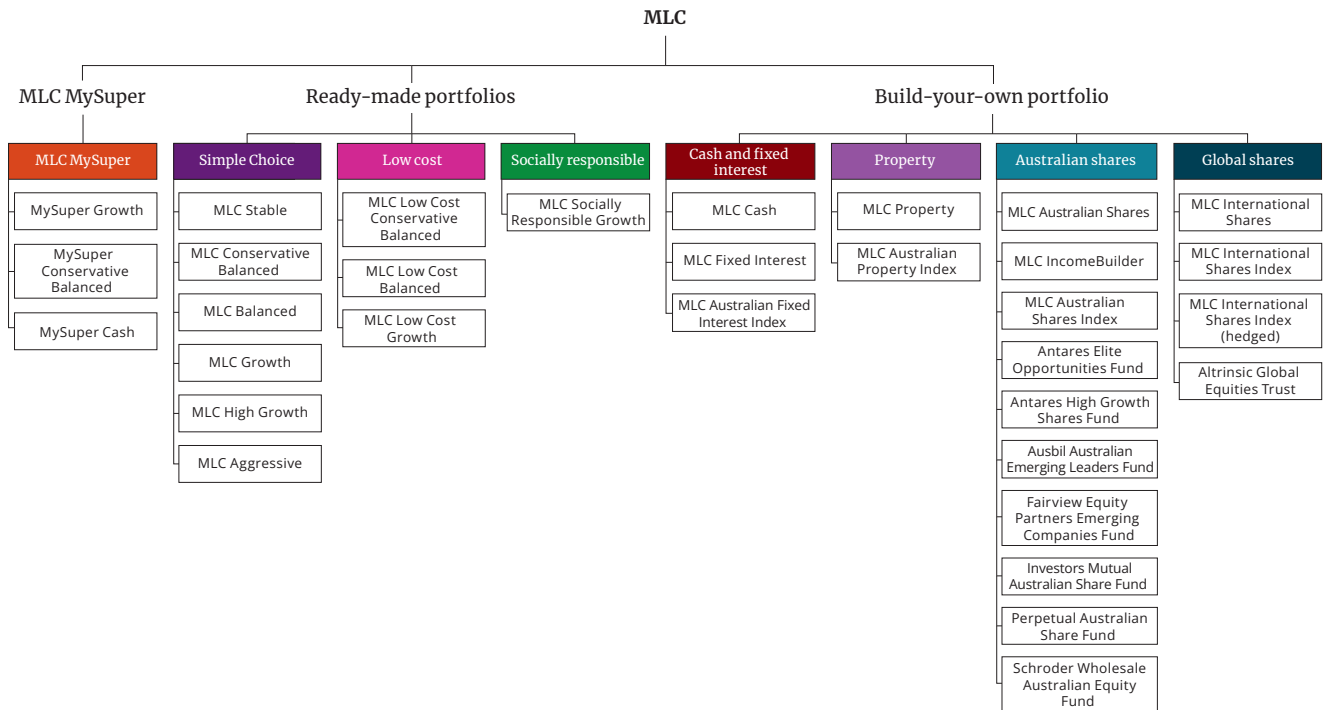 MLC
MLC MySuper
Ready-made portfolios
Build-your-own portfolio
MLC MySuper
MySuper Growth
MySuper
Conservative
Balanced
MySuper Cash
Simple Choice
MLC Stable
MLC Conservative
Balanced
MLC Balanced
MLC Growth
MLC High Growth
MLC Aggressive
Low cost
MLC Low Cost
Conservative
Balanced
MLC Low Cost
Balanced
MLC Low Cost
Growth
Socially responsible
MLC Socially
Responsible Growth
Cash and fixed
interest
MLC Cash
MLC Fixed Interest
MLC Australian Fixed
Interest Index
Property
MLC Property
MLC Australian
Property Index
Australian shares
MLC Australian Shares
MLC IncomeBuilder
MLC Australian
Shares Index
Antares Elite
Opportunities Fund
Antares High Growth
Shares Fund
Ausbil Australian
Emerging Leaders Fund
Fairview Equity
Partners Emerging
Companies Fund
Investors Mutual
Australian Share Fund
Perpetual Australian
Share Fund
Schroder Wholesale
Australian Equity
Fund
Global shares
MLC International
Shares
MLC International
Shares Index
MLC International
Shares Index
(hedged)
Altrinsic Global
Equities Trust